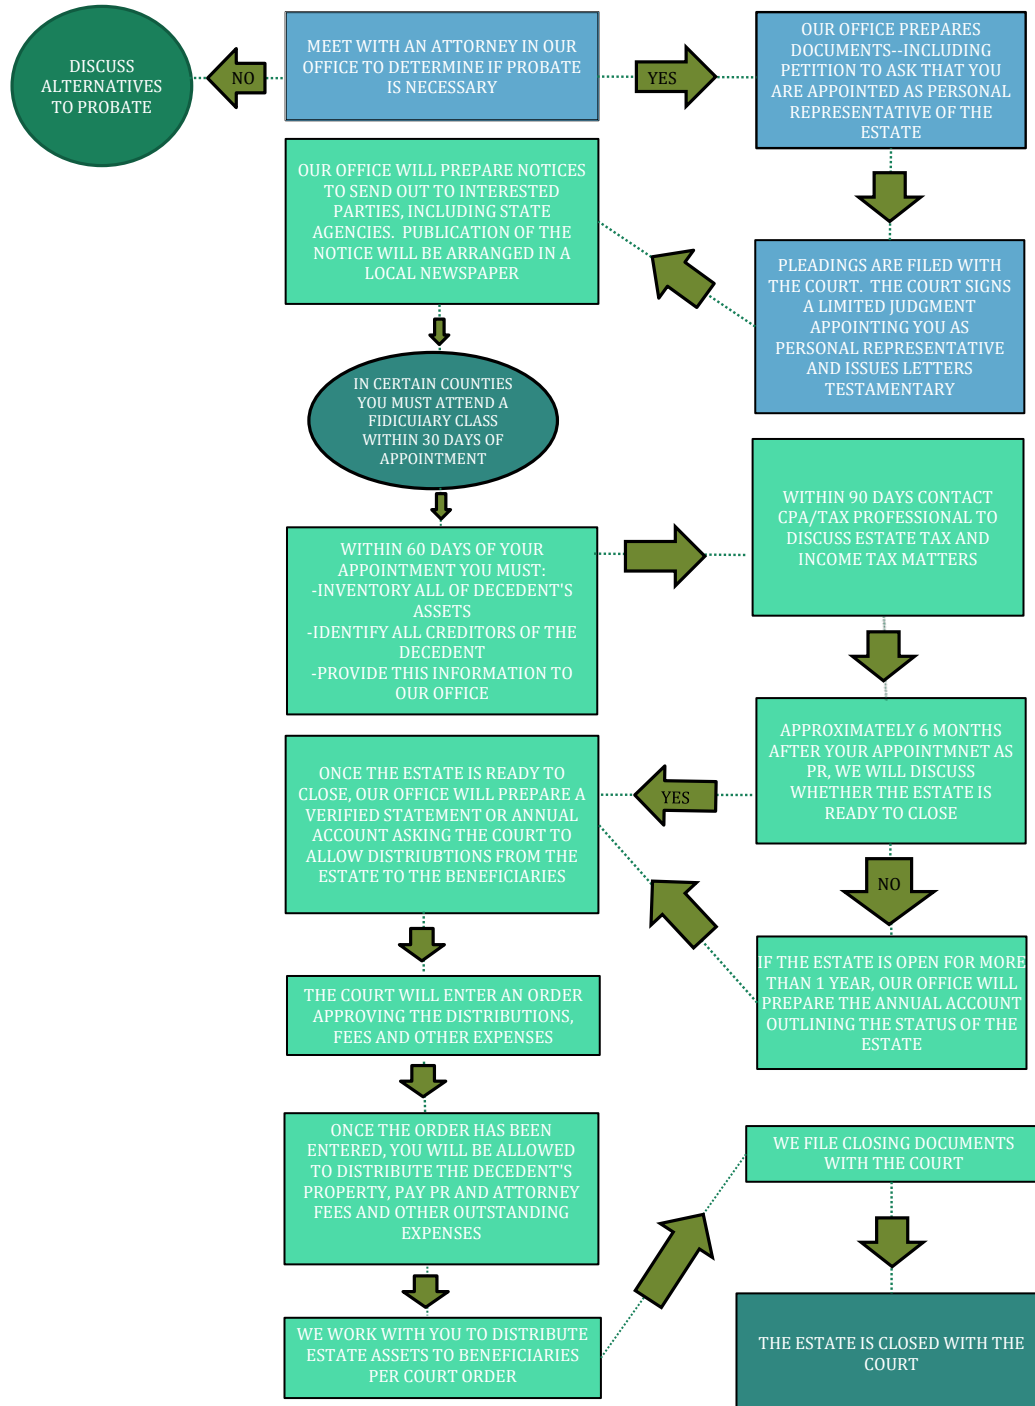 DISCUSS
ALTERNATIVES
TO PROBATE
NO
MEET WITH AN ATTORNEY IN OUR
OFFICE TO DETERMINE IF PROBATE
IS NECESSARY
YES
OUR OFFICE PREPARES
DOCUMENTS--INCLUDING
PETITION TO ASK THAT YOU
ARE APPOINTED AS PERSONAL
REPRESENTATIVE OF THE
ESTATE
PLEADINGS ARE FILED WITH
THE COURT. THE COURT SIGNS
A LIMITED JUDGMENT
APPOINTING YOU AS
PERSONAL REPRESENTATIVE
AND ISSUES LETTERS
TESTAMENTARY
OUR OFFICE WILL PREPARE NOTICES
TO SEND OUT TO INTERESTED
PARTIES, INCLUDING STATE
AGENCIES. PUBLICATION OF THE
NOTICE WILL BE ARRANGED IN A
LOCAL NEWSPAPER
IN CERTAIN COUNTIES
YOU MUST ATTEND A
FIDICUIARY CLASS
WITHIN 30 DAYS OF
APPOINTMENT
WITHIN 60 DAYS OF YOUR
APPOINTMENT YOU MUST:
-INVENTORY ALL OF DECEDENT'S
ASSETS
-IDENTIFY ALL CREDITORS OF THE
DECEDENT
-PROVIDE THIS INFORMATION TO
OUR OFFICE
WITHIN 90 DAYS CONTACT
CPA/TAX PROFESSIONAL TO
DISCUSS ESTATE TAX AND
INCOME TAX MATTERS
APPROXIMATELY 6 MONTHS
AFTER YOUR APPOINTMNET AS
PR, WE WILL DISCUSS
WHETHER THE ESTATE IS
READY TO CLOSE
YES
NO
ONCE THE ESTATE IS READY TO
CLOSE, OUR OFFICE WILL PREPARE A
VERIFIED STATEMENT OR ANNUAL
ACCOUNT ASKING THE COURT TO
ALLOW DISTRIUBTIONS FROM THE
ESTATE TO THE BENEFICIARIES
IF THE ESTATE IS OPEN FOR MORE
THAN 1 YEAR, OUR OFFICE WILL
PREPARE THE ANNUAL ACCOUNT
OUTLINING THE STATUS OF THE
ESTATE
THE COURT WILL ENTER AN ORDER
APPROVING THE DISTRIBUTIONS,
FEES AND OTHER EXPENSES
ONCE THE ORDER HAS BEEN
ENTERED, YOU WILL BE ALLOWED
TO DISTRIBUTE THE DECEDENT'S
PROPERTY, PAY PR AND ATTORNEY
FEES AND OTHER OUTSTANDING
EXPENSES
WE WORK WITH YOU TO DISTRIBUTE
ESTATE ASSETS TO BENEFICIARIES
PER COURT ORDER
WE FILE CLOSING DOCUMENTS
WITH THE COURT
THE ESTATE IS CLOSED WITH THE
COURT